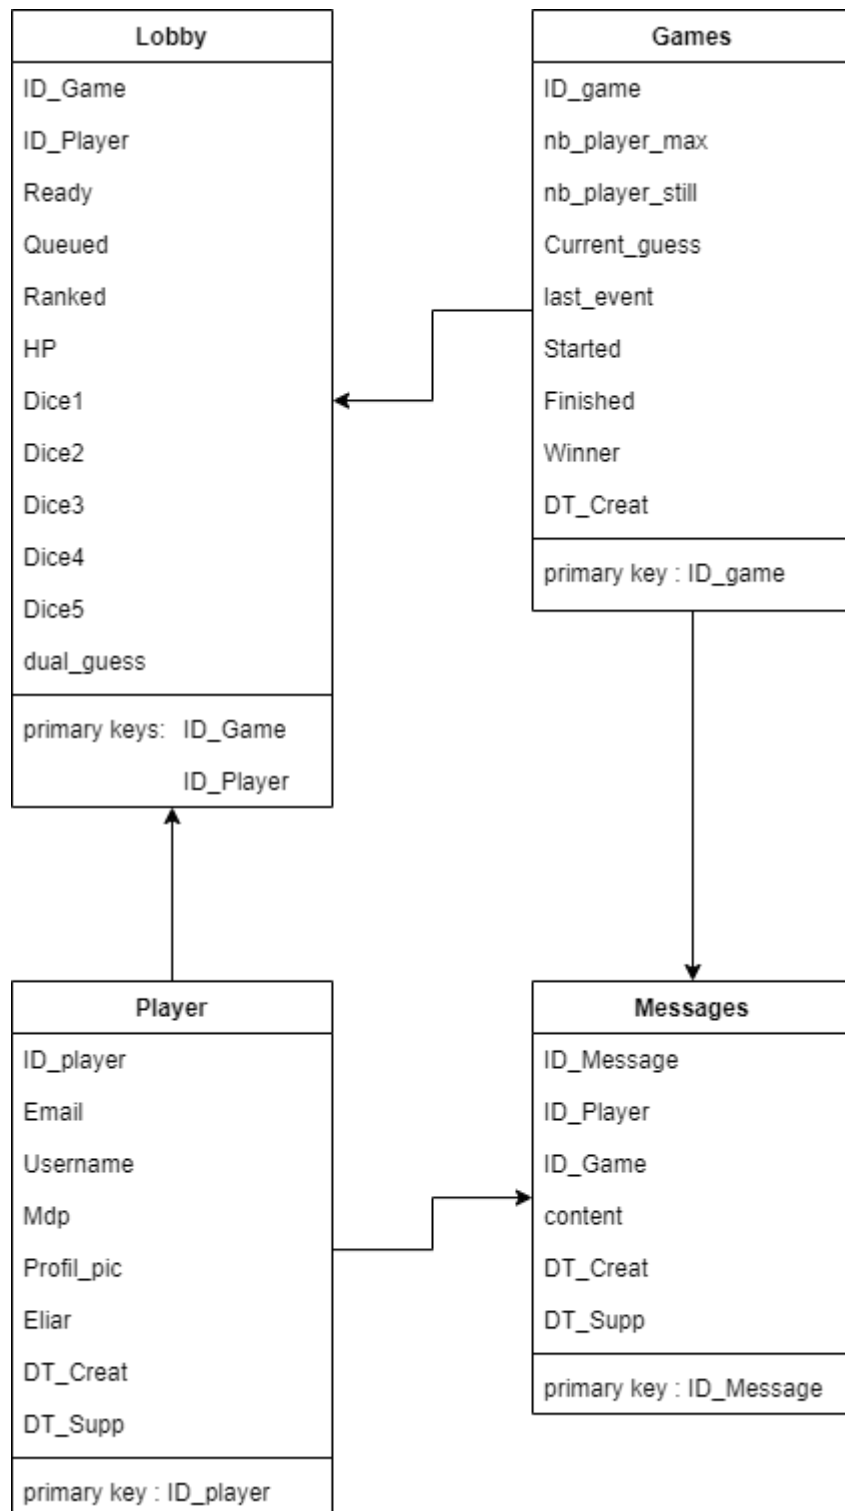 Lobby
ID_Game
ID_Player
Ready
Queued
Ranked
HP
Dice1
Dice2
Dice3
Dice4
Dice5
dual_guess
primary keys: ID_Game
ID_Player
Games
ID_game
nb_player_max
nb_player_still
Current_guess
last_event
Started
Finished
Winner
DT_Creat
primary key : ID_game
Player
ID_player
Email
Username
Mdp
Profil_pic
Eliar
DT_Creat
DT_Supp
primary key : ID_player
Messages
ID_Message
ID_Player
ID_Game
content
DT_Creat
DT_Supp
primary key : ID_Message